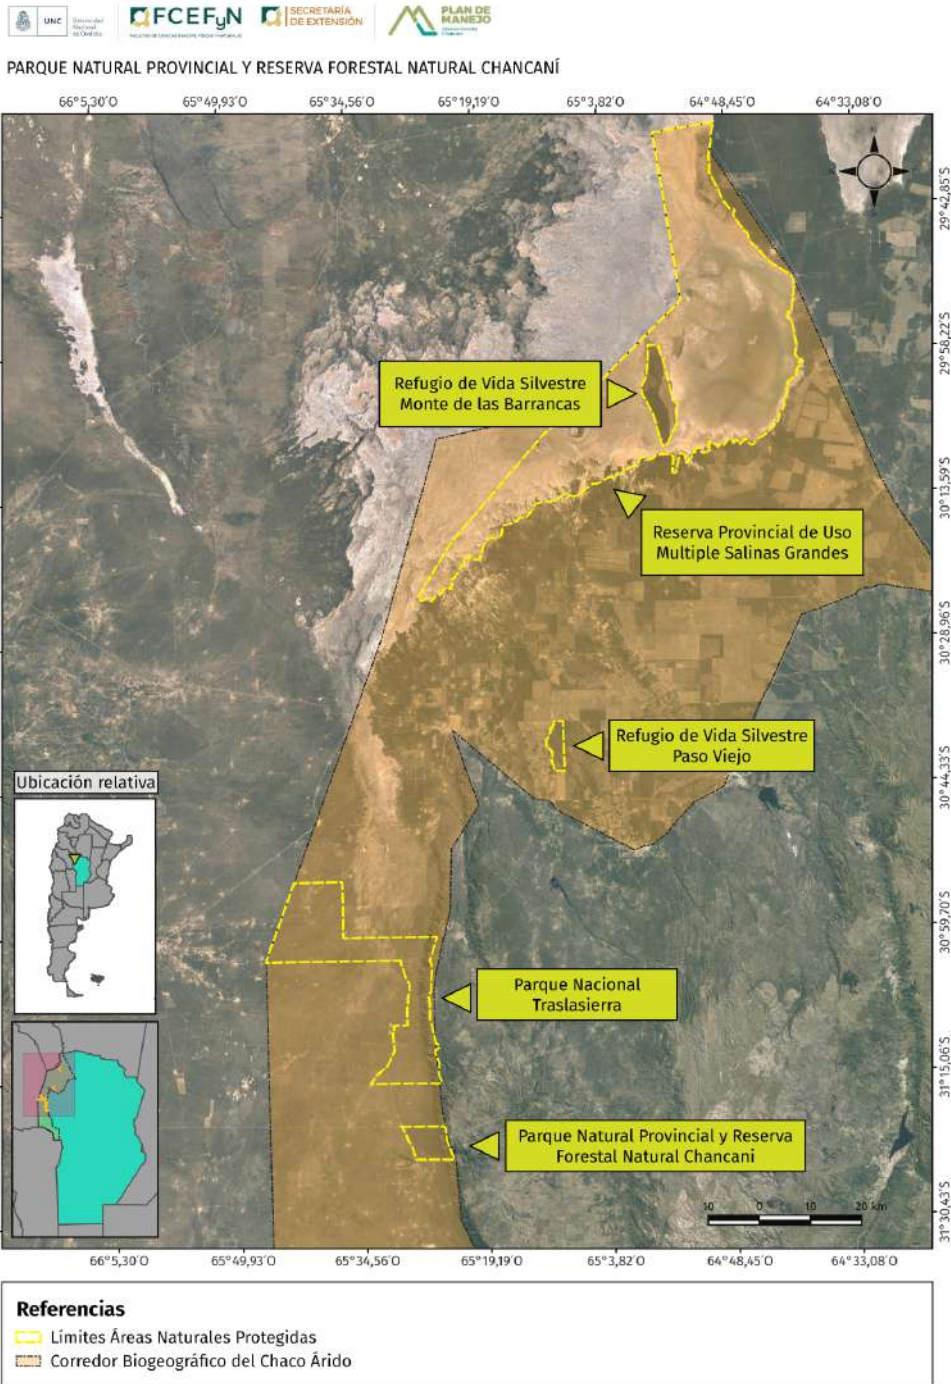 UNC
Universidad
Nacional
de Córdoba
FCEFyN
SECRETARÍA
DE EXTENSIÓN
PLAN DE
MANEJO
PARQUE NATURAL PROVINCIAL Y RESERVA FORESTAL NATURAL CHANCANÍ
66°5,30´O 65°49,93´O 65°34,56´O 65°19,19´O 65°3,82´O 64°48,45´O 64°33,08´O
29°42,85´S
29°58,22´S
Refugio de Vida Silvestre
Monte de las Barrancas
30°13,59´S
Reserva Provincial de Uso
Multiple Salinas Grandes
30°28,96´S
Refugio de Vida Silvestre
Paso Viejo
30°44,33´S
Ubicación relativa
30°59,70´S
Parque Nacional
Traslasierra
31°15,06´S
Parque Natural Provincial y Reserva
Forestal Natural Chancani
31°30,43´S
10 0 10 20 km
66°5,30´O 65°49,93´O 65°34,56´O 65°19,19´O 65°3,82´O 64°48,45´O 64°33,08´O
Referencias
Límites Áreas Naturales Protegidas
Corredor Biogeográfico del Chaco Árido